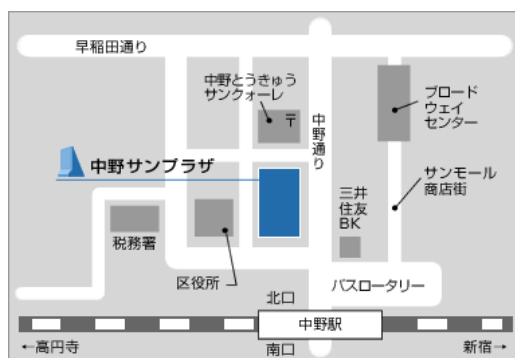 早稲田通り
中野とうきゅう
サンクォーレ
〒
中野通り
ブロード
ウェイ
センター
中野サンプラザ
サンモール
商店街
三井
住友
BK
税務署
区役所
バスロータリー
北口
中野駅
南口
←高円寺
新宿→